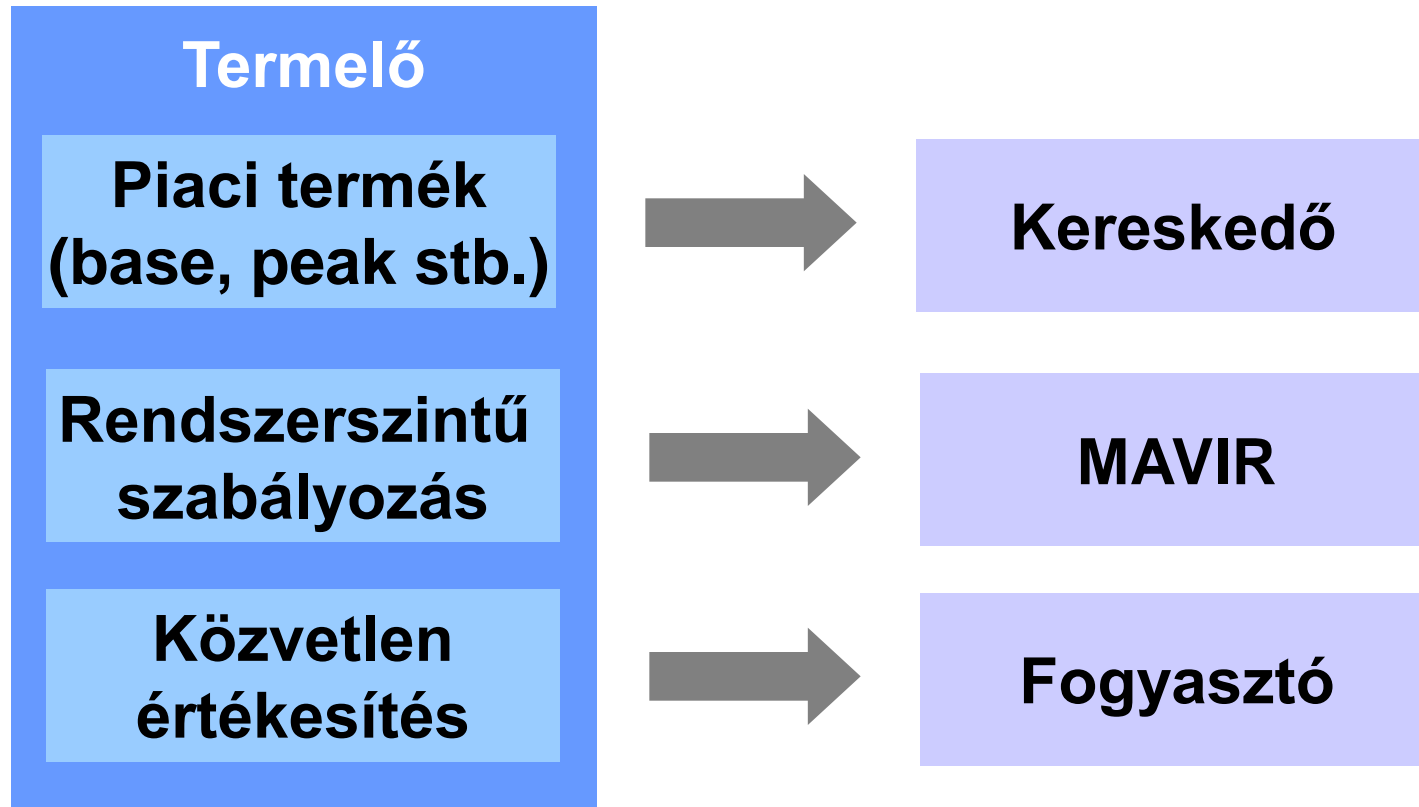 Termelő
Piaci termék
(base, peak stb.)
Kereskedő
Rendszerszintű
szabályozás
MAVIR
Közvetlen
értékesítés
Fogyasztó